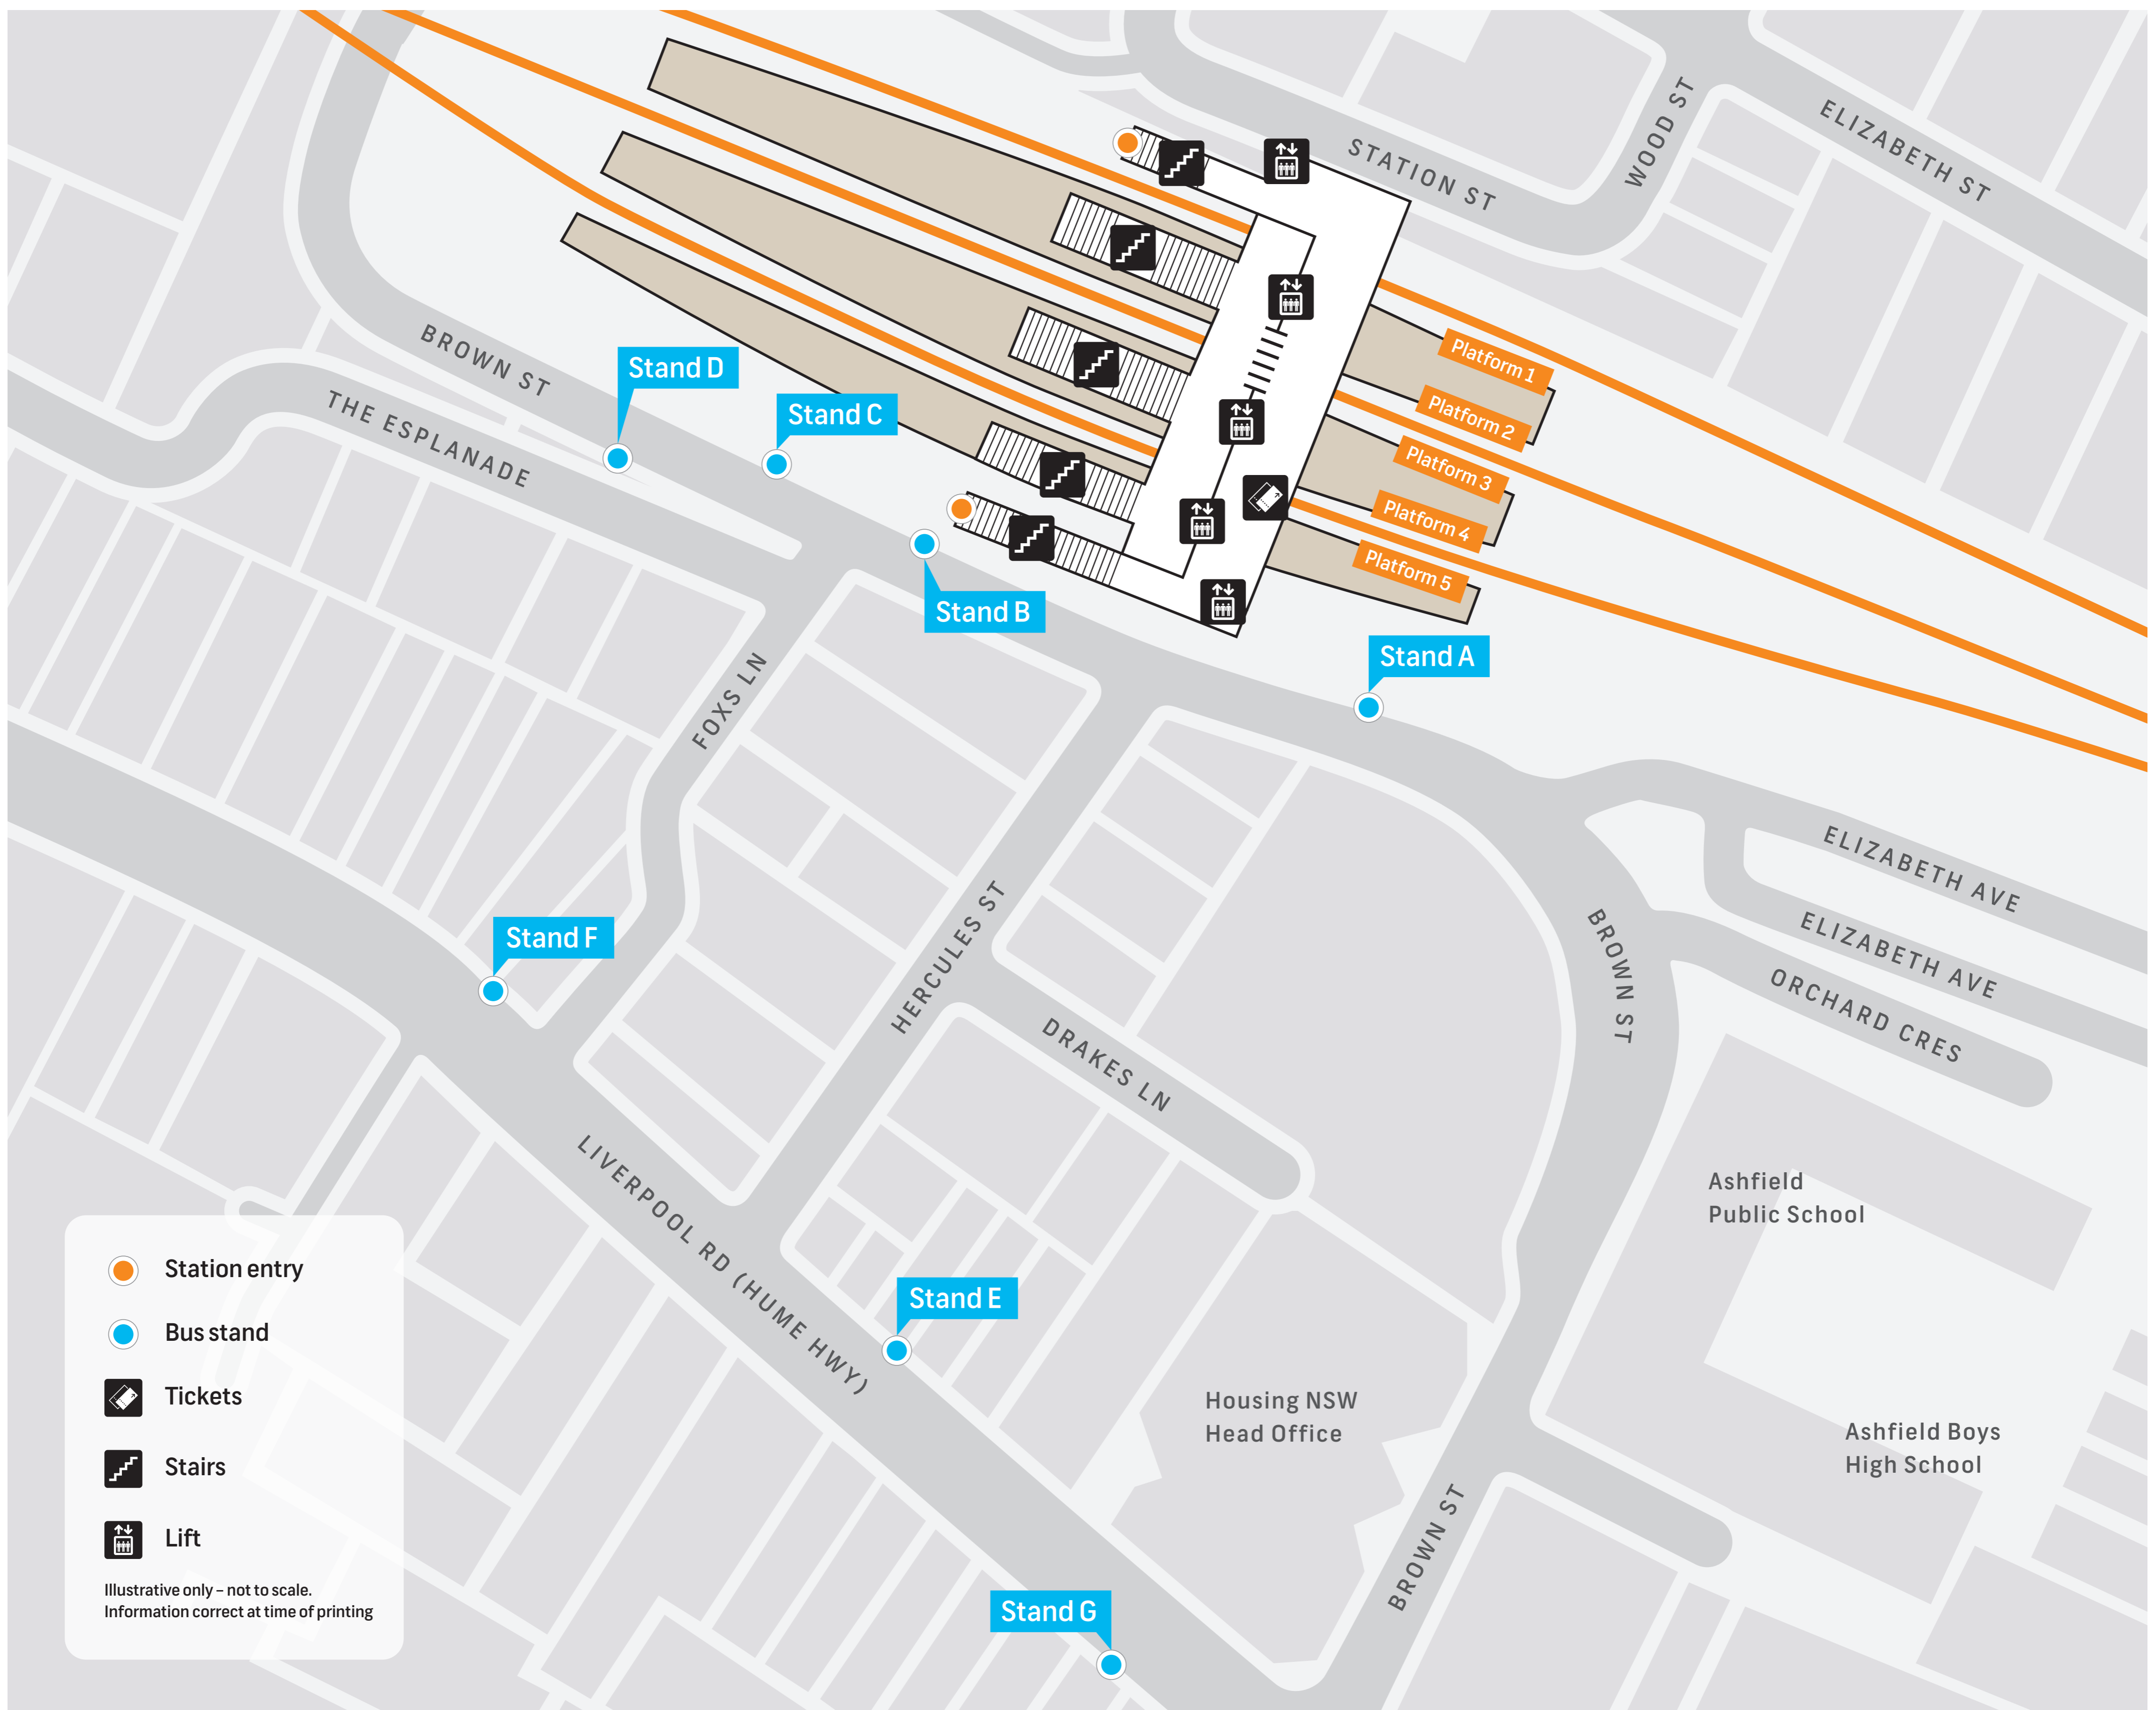 STATION ST
WOOD ST
ELIZABETH ST
BROWN ST
THE ESPLANADE
Stand D
Stand C
Stand B
Stand A
Platform 1
Platform 2
Platform 3
Platform 4
Platform 5
FOXS LN
HERCULES ST
DRAKES LN
ELIZABETH AVE
ELIZABETH AVE
ORCHARD CRES
BROWN ST
Stand F
LIVERPOOL RD (HUME HWY)
Stand E
Ashfield
Public School
Housing NSW
Head Office
Ashfield Boys
High School
BROWN ST
Stand G
Station entry
Bus stand
Tickets
Stairs
Lift
Illustrative only – not to scale.
Information correct at time of printing